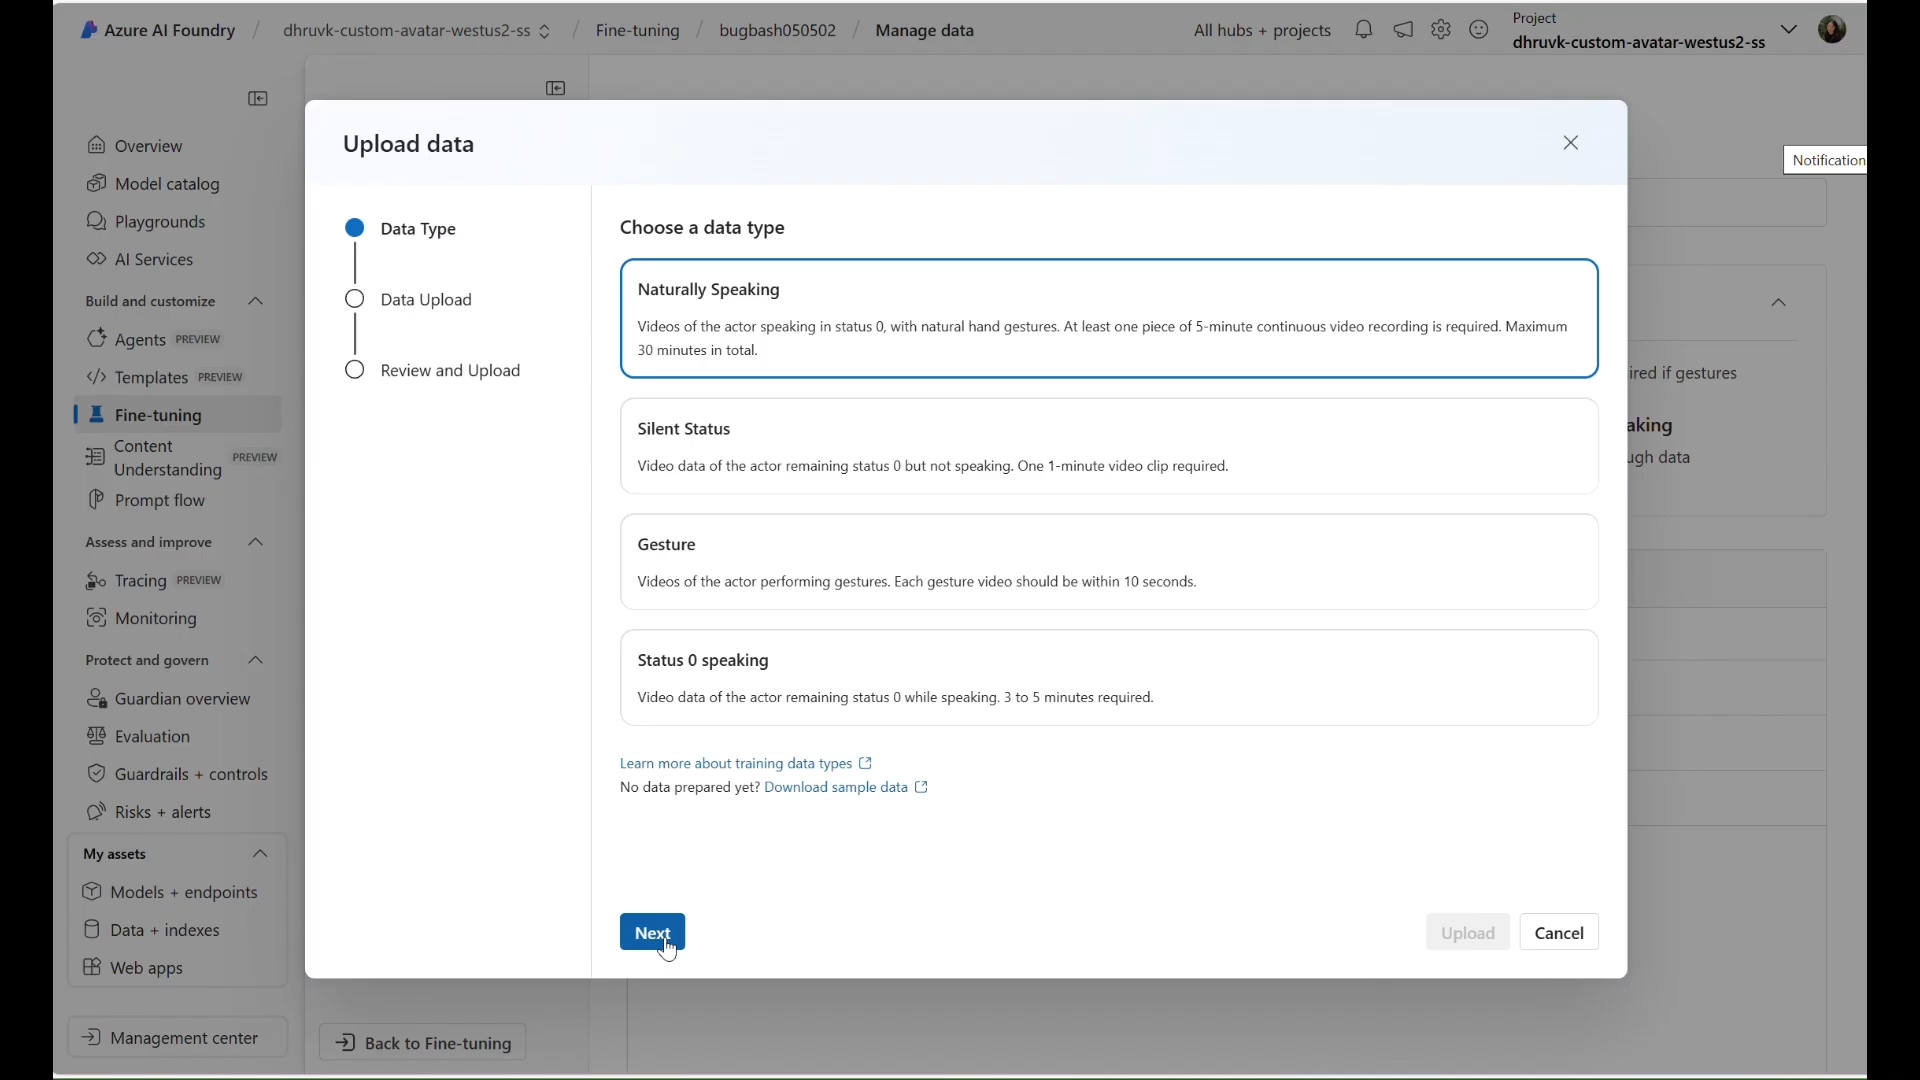 Azure AI Foundry / dhruvk-custom-avatar-westus2-ss / Fine-tuning / bugbash050502 / Manage data
All hubs + projects
Project
dhruvk-custom-avatar-westus2-ss
Overview
Model catalog
Playgrounds
AI Services
Build and customize
Agents PREVIEW
Templates PREVIEW
Fine-tuning
Content
Understanding PREVIEW
Prompt flow
Assess and improve
Tracing PREVIEW
Monitoring
Protect and govern
Guardian overview
Evaluation
Guardrails + controls
Risks + alerts
My assets
Models + endpoints
Data + indexes
Web apps
Management center
Upload data
Data Type
Data Upload
Review and Upload
Choose a data type
Naturally Speaking
Videos of the actor speaking in status 0, with natural hand gestures. At least one piece of 5-minute continuous video recording is required. Maximum
30 minutes in total.
Silent Status
Video data of the actor remaining status 0 but not speaking. One 1-minute video clip required.
Gesture
Videos of the actor performing gestures. Each gesture video should be within 10 seconds.
Status 0 speaking
Video data of the actor remaining status 0 while speaking. 3 to 5 minutes required.
Learn more about training data types
No data prepared yet? Download sample data
Next
Upload
Cancel
Back to Fine-tuning
Notification
ired if gestures
aking
ugh data